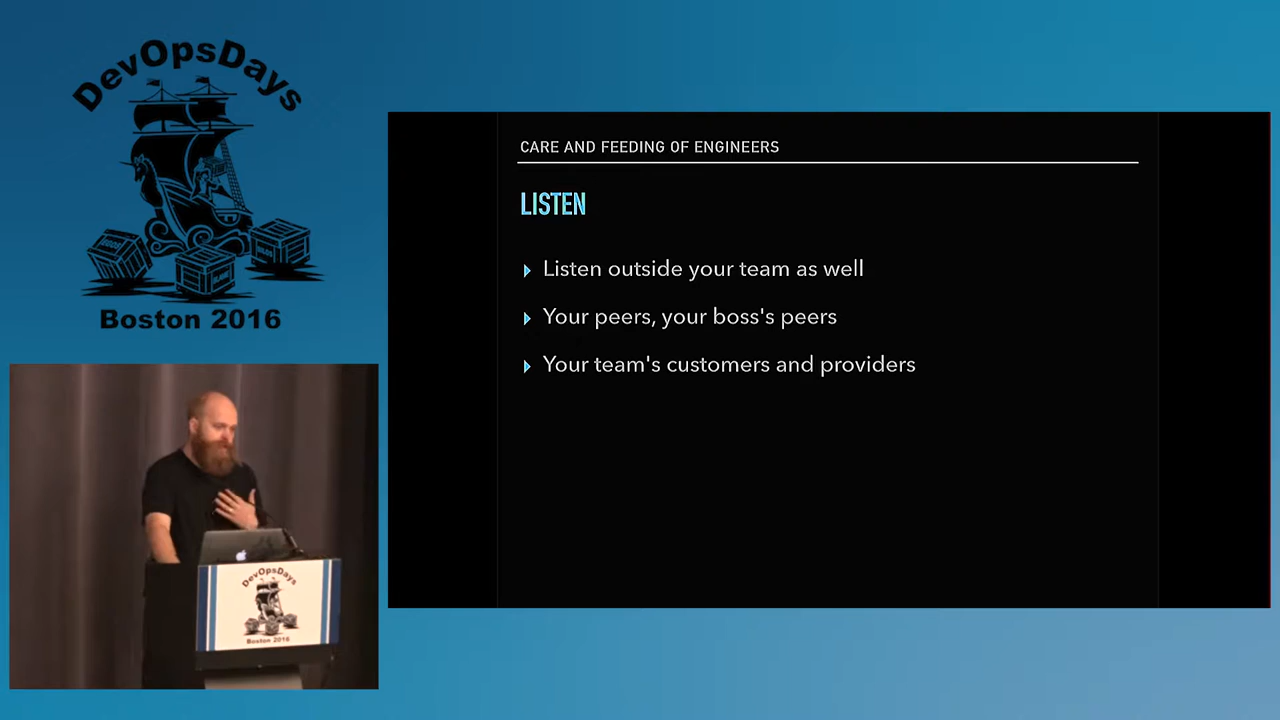 DevOpsDays
Boston 2016
CARE AND FEEDING OF ENGINEERS
LISTEN
Listen outside your team as well
Your peers, your boss's peers
Your team's customers and providers
DevOpsDays
Boston 2016